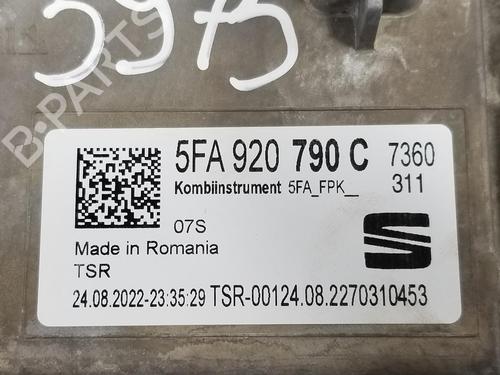 5FA 920 790 C 7360
Kombiinstrument 5FA_FPK__ 311
07S
Made in Romania
TSR
24.08.2022-23:35:29 TSR-00124.08.2270310453
B-PARTS